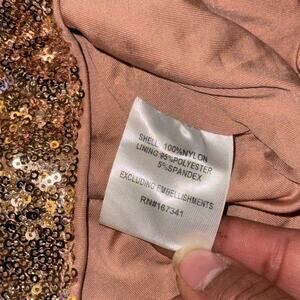 SHELL: 100%NYLON
LINING 95%POLYESTER
5%SPANDEX
EXCLUDING EMBELLISHMENTS
RN#167341